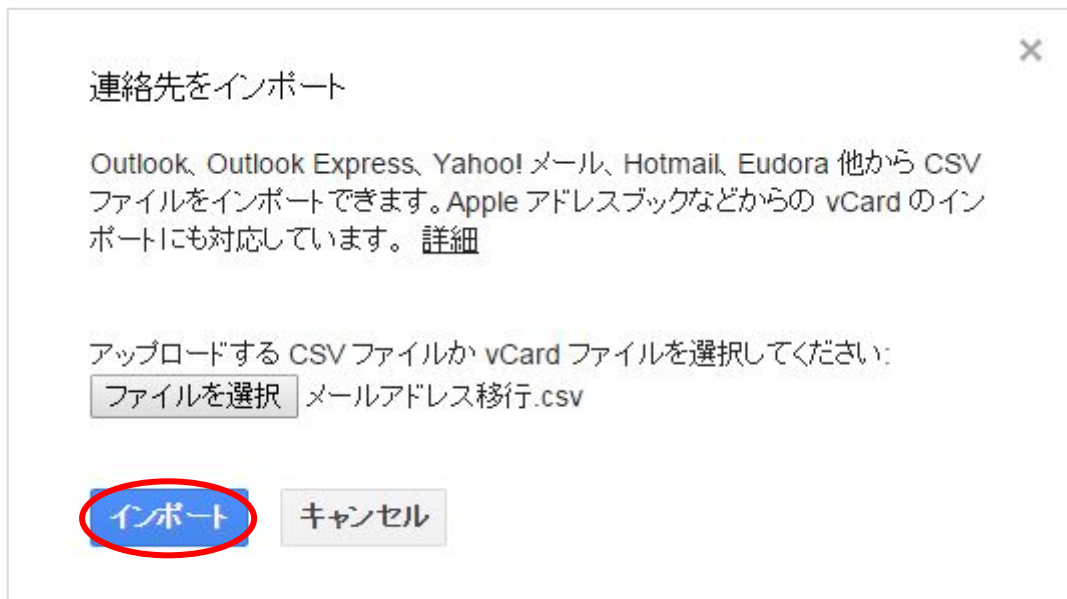 連絡先をインポート
Outlook、Outlook Express、Yahoo! メール、Hotmail、Eudora 他から CSV
ファイルをインポートできます。Apple アドレスブックなどからの vCard のイン
ポートにも対応しています。 詳細
アップロードする CSV ファイルか vCard ファイルを選択してください:
ファイルを選択 メールアドレス移行.csv
インポート キャンセル